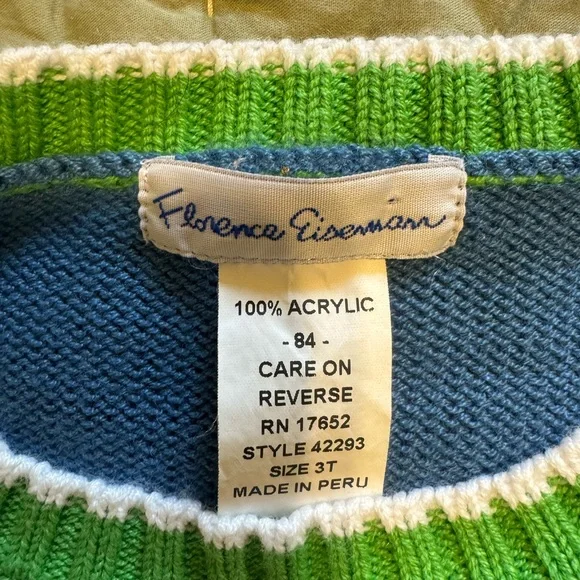 Florence Eiseman
100% ACRYLIC
- 84 -
CARE ON
REVERSE
RN 17652
STYLE 42293
SIZE 3T
MADE IN PERU